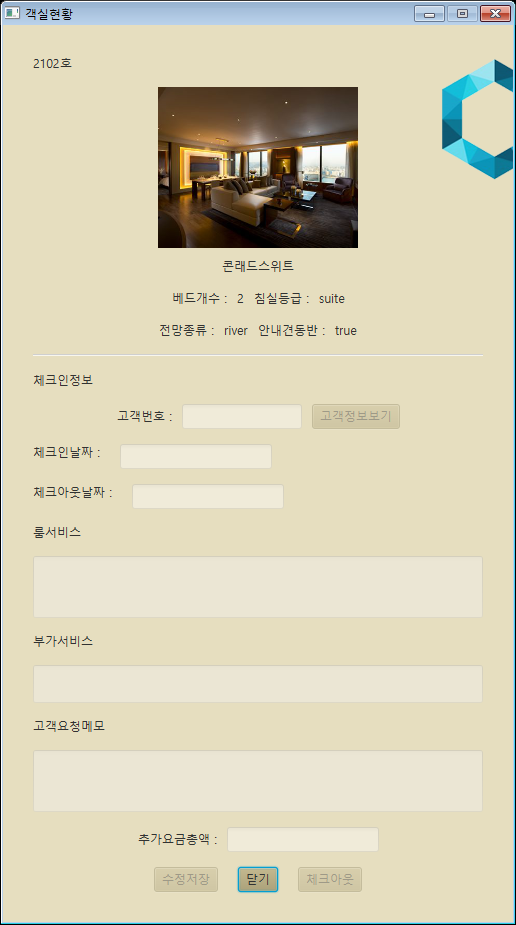 객실현황
2102호
콘래드스위트
베드개수 : 2 침실등급 : suite
전망종류 : river 안내견동반 : true
체크인정보
고객번호 : 고객정보보기
체크인날짜 :
체크아웃날짜 :
룸서비스
부가서비스
고객요청메모
추가요금총액 :
수정저장 닫기 체크아웃